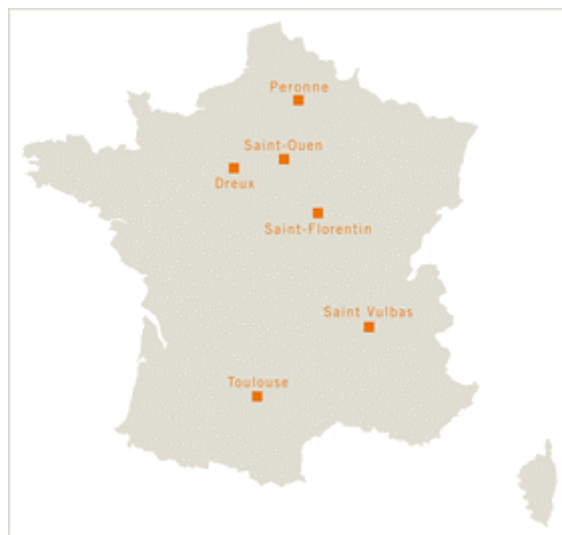 Peronne
Saint-Ouen
Dreux
Saint-Florentin
Saint Vulbas
Toulouse